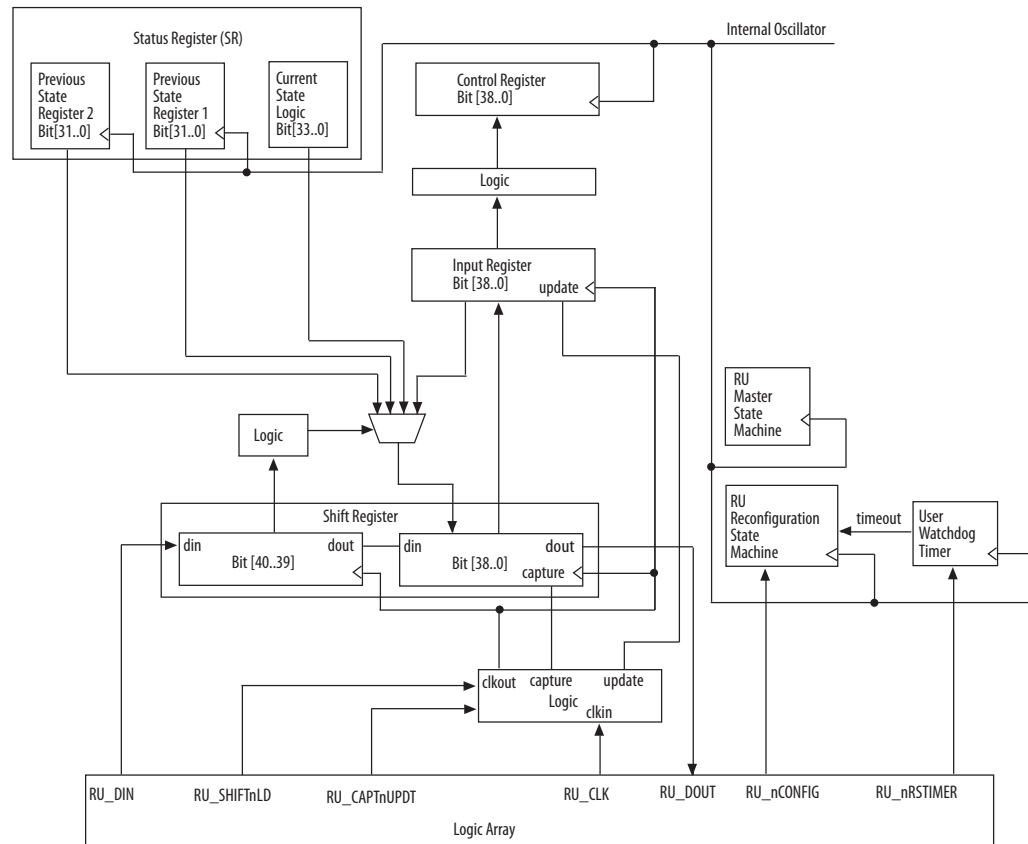 Internal Oscillator
Status Register (SR)
Previous
State
Register 2
Bit[31..0]
Previous
State
Register 1
Bit[31..0]
Current
State
Logic
Bit[33..0]
Control Register
Bit [38..0]
Logic
Input Register
Bit [38..0]
update
RU
Master
State
Machine
Logic
Shift Register
din
dout
Bit [40..39]
din
dout
Bit [38..0]
capture
RU
Reconfiguration
State
Machine
timeout
User
Watchdog
Timer
clkout
capture
update
Logic
clkin
RU_DIN
RU_SHIFTnLD
RU_CAPTnUPDT
RU_CLK
RU_DOUT
RU_nCONFIG
RU_nRSTIMER
Logic Array